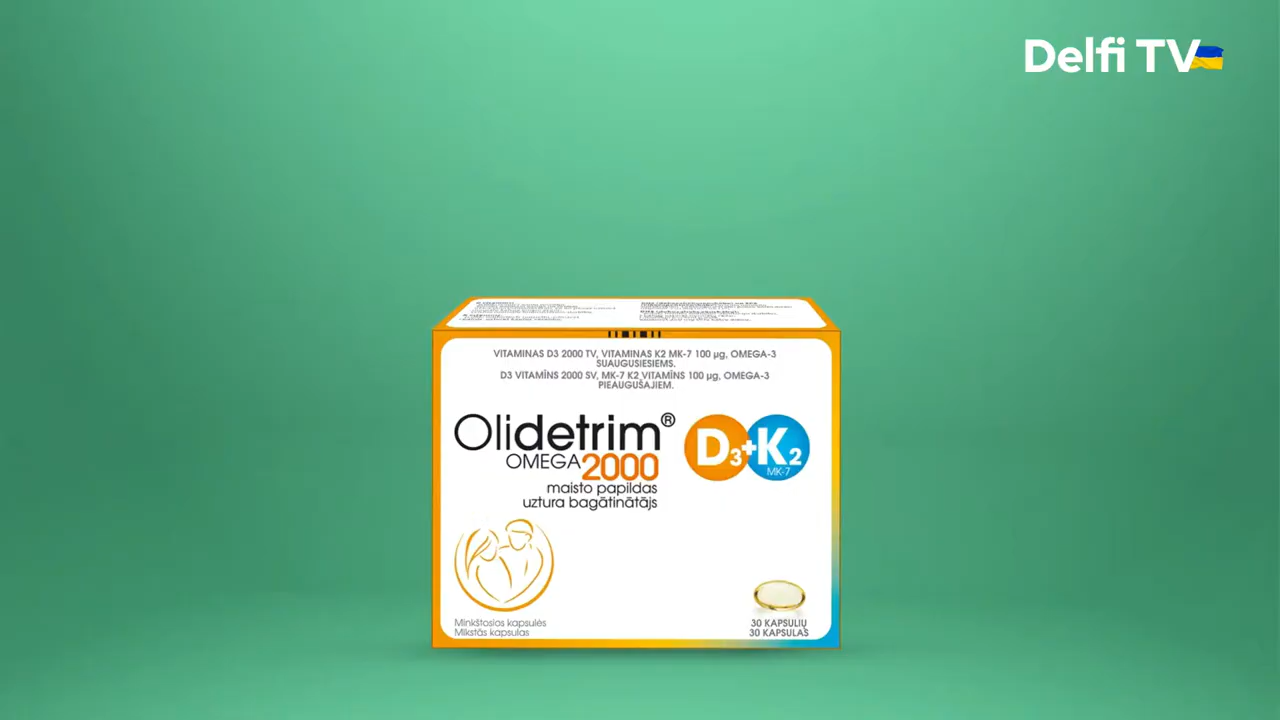 Delfi TV
VITAMINAS D3 2000 TV, VITAMINAS K2 MK-7 100 µg, OMEGA-3
SUAUGUSIESIEMS.
D3 VITAMĪNS 2000 SV, MK-7 K2 VITAMĪNS 100 µg, OMEGA-3
PIEAUGUŠAJIEM.
Olidetrim®
OMEGA 2000
D3+K2
MK-7
maisto papildas
uztura bagātinātājs
Minkštosios kapsulės
Mīkstās kapsulas
30 KAPSULIŲ
30 KAPSULAS